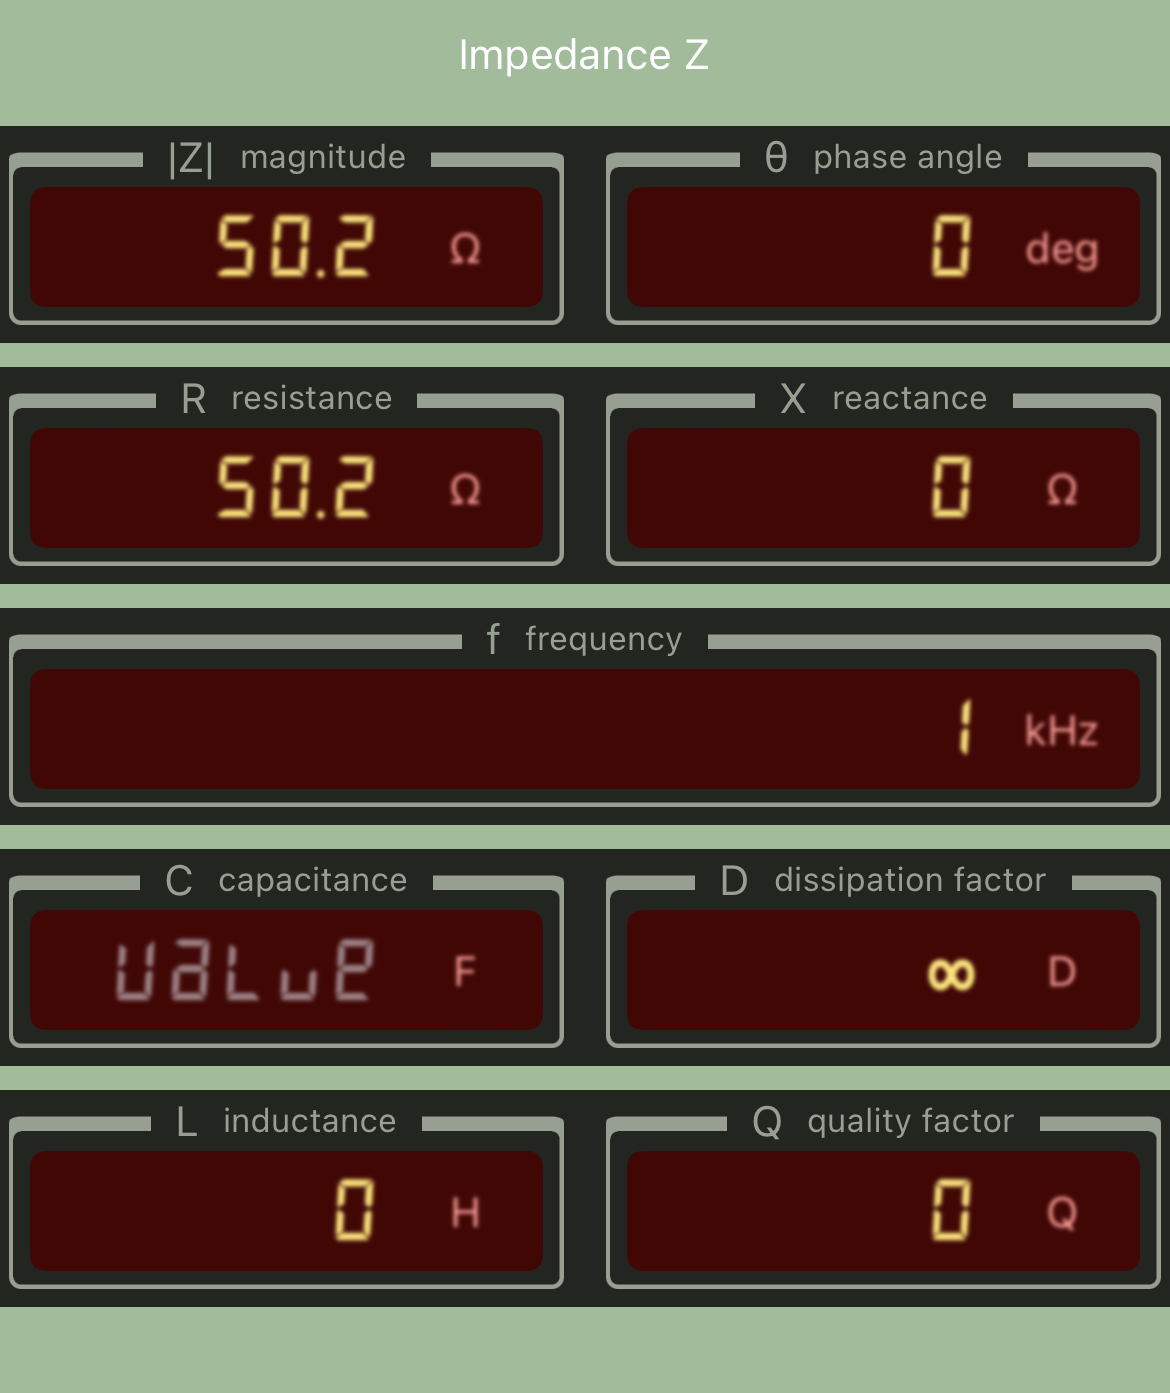 Impedance Z
|Z| magnitude
50.2 Ω
θ phase angle
0 deg
R resistance
50.2 Ω
X reactance
0 Ω
f frequency
1 kHz
C capacitance
value F
D dissipation factor
∞ D
L inductance
0 H
Q quality factor
0 Q